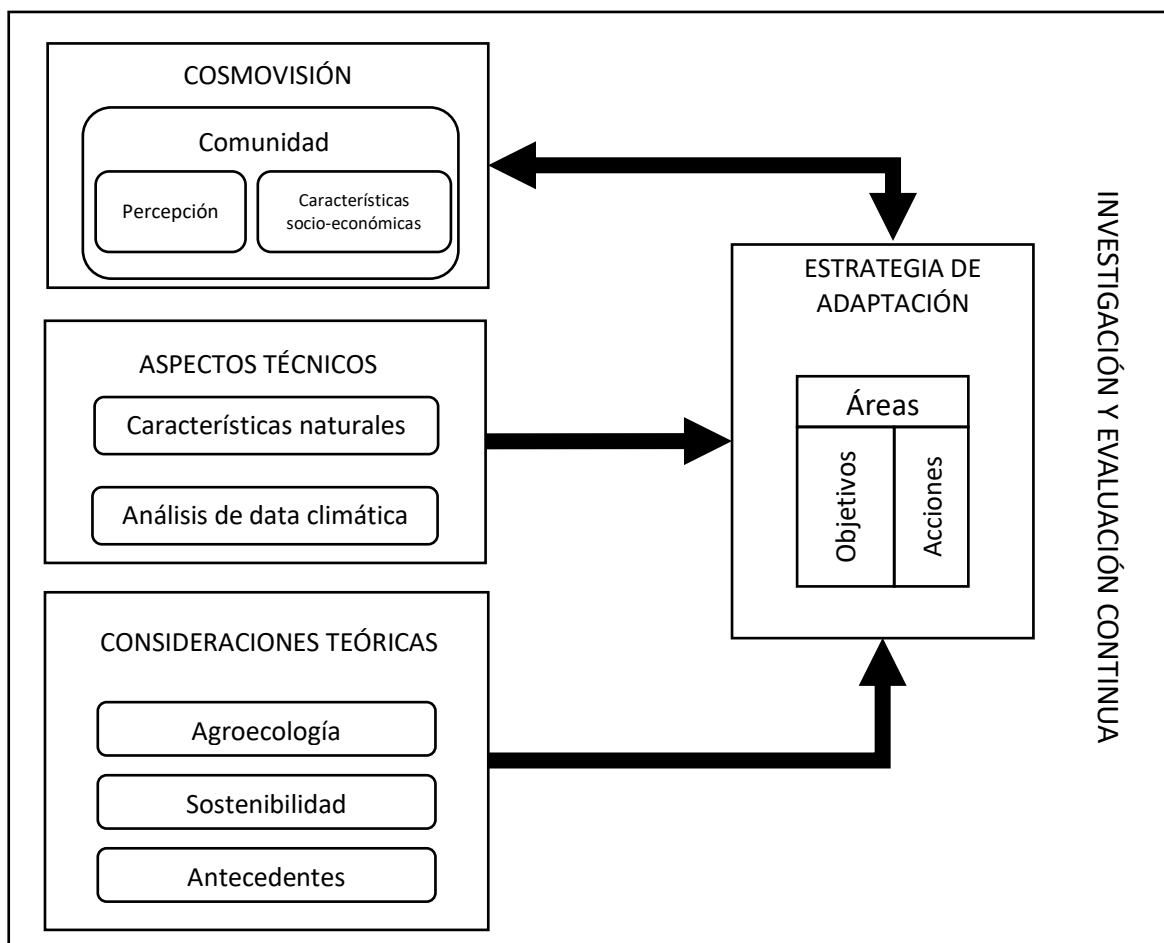 COSMOVISIÓN
Comunidad
Percepción
Características
socio-económicas
ASPECTOS TÉCNICOS
Características naturales
Análisis de data climática
CONSIDERACIONES TEÓRICAS
Agroecología
Sostenibilidad
Antecedentes
ESTRATEGIA DE
ADAPTACIÓN
Áreas
Objetivos
Acciones
INVESTIGACIÓN Y EVALUACIÓN CONTINUA